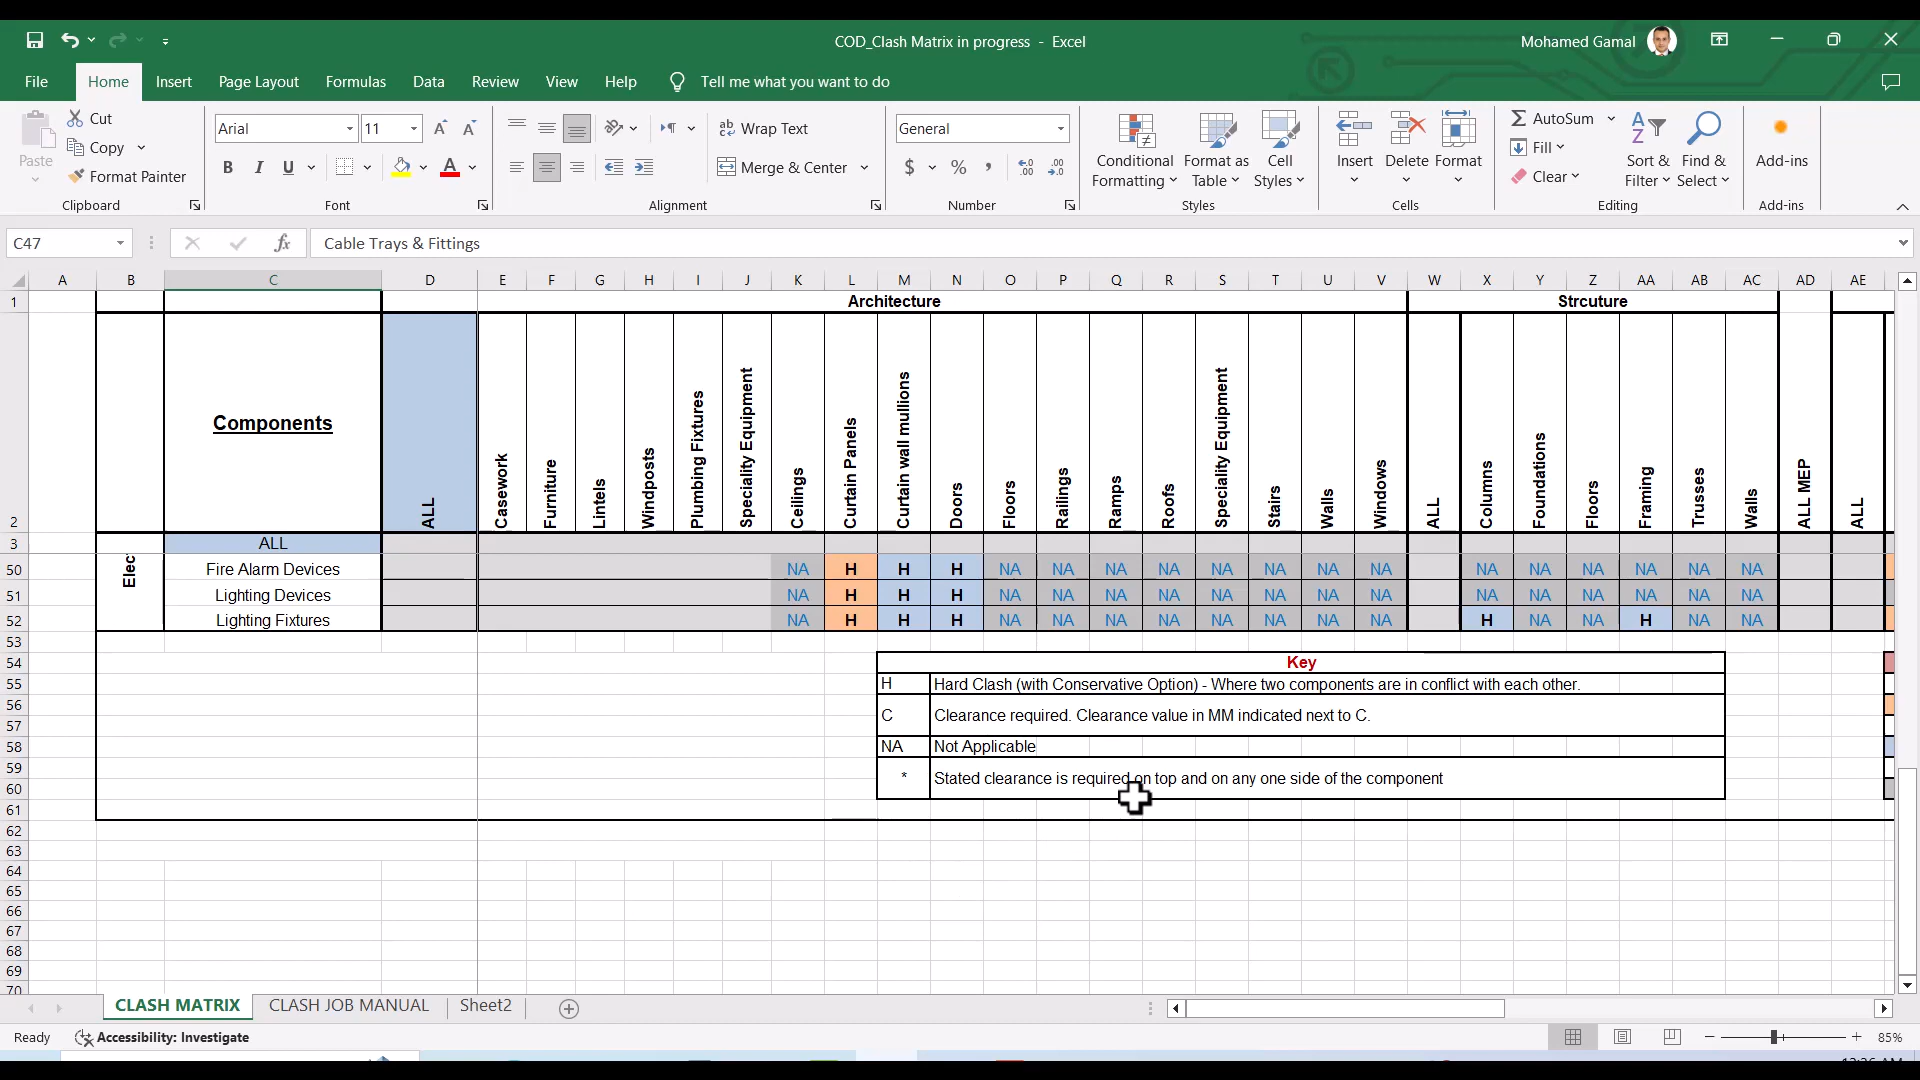 COD_Clash Matrix in progress - Excel
Mohamed Gamal
File Home Insert Page Layout Formulas Data Review View Help Tell me what you want to do
Paste
Cut
Copy
Format Painter
Clipboard
Arial 11
B I U A
Font
Wrap Text
Merge & Center
Alignment
General
$ %
Number
Conditional Formatting
Format as Table
Cell Styles
Styles
Insert Delete Format
Cells
AutoSum
Fill
Clear
Sort & Filter
Find & Select
Editing
Add-ins
Add-ins
C47 fx Cable Trays & Fittings
A B C D E F G H I J K L M N O P Q R S T U V W X Y Z AA AB AC AD AE
1 Architecture Strcuture
2 Components ALL Casework Furniture Lintels Windposts Plumbing Fixtures Speciality Equipment Ceilings Curtain Panels Curtain wall mullions Doors Floors Railings Ramps Roofs Speciality Equipment Stairs Walls Windows ALL Columns Foundations Floors Framing Trusses Walls ALL MEP ALL
3 ALL
Elec
50 Fire Alarm Devices NA H H H NA NA NA NA NA NA NA NA NA NA NA NA NA NA
51 Lighting Devices NA H H H NA NA NA NA NA NA NA NA NA NA NA NA NA NA
52 Lighting Fixtures NA H H H NA NA NA NA NA NA NA NA H NA NA H NA NA
53
54 Key
55 H Hard Clash (with Conservative Option) - Where two components are in conflict with each other.
56
57 C Clearance required. Clearance value in MM indicated next to C.
58 NA Not Applicable
59
60 * Stated clearance is required on top and on any one side of the component
61
62
63
64
65
66
67
68
69
70
CLASH MATRIX CLASH JOB MANUAL Sheet2
Ready Accessibility: Investigate 85%